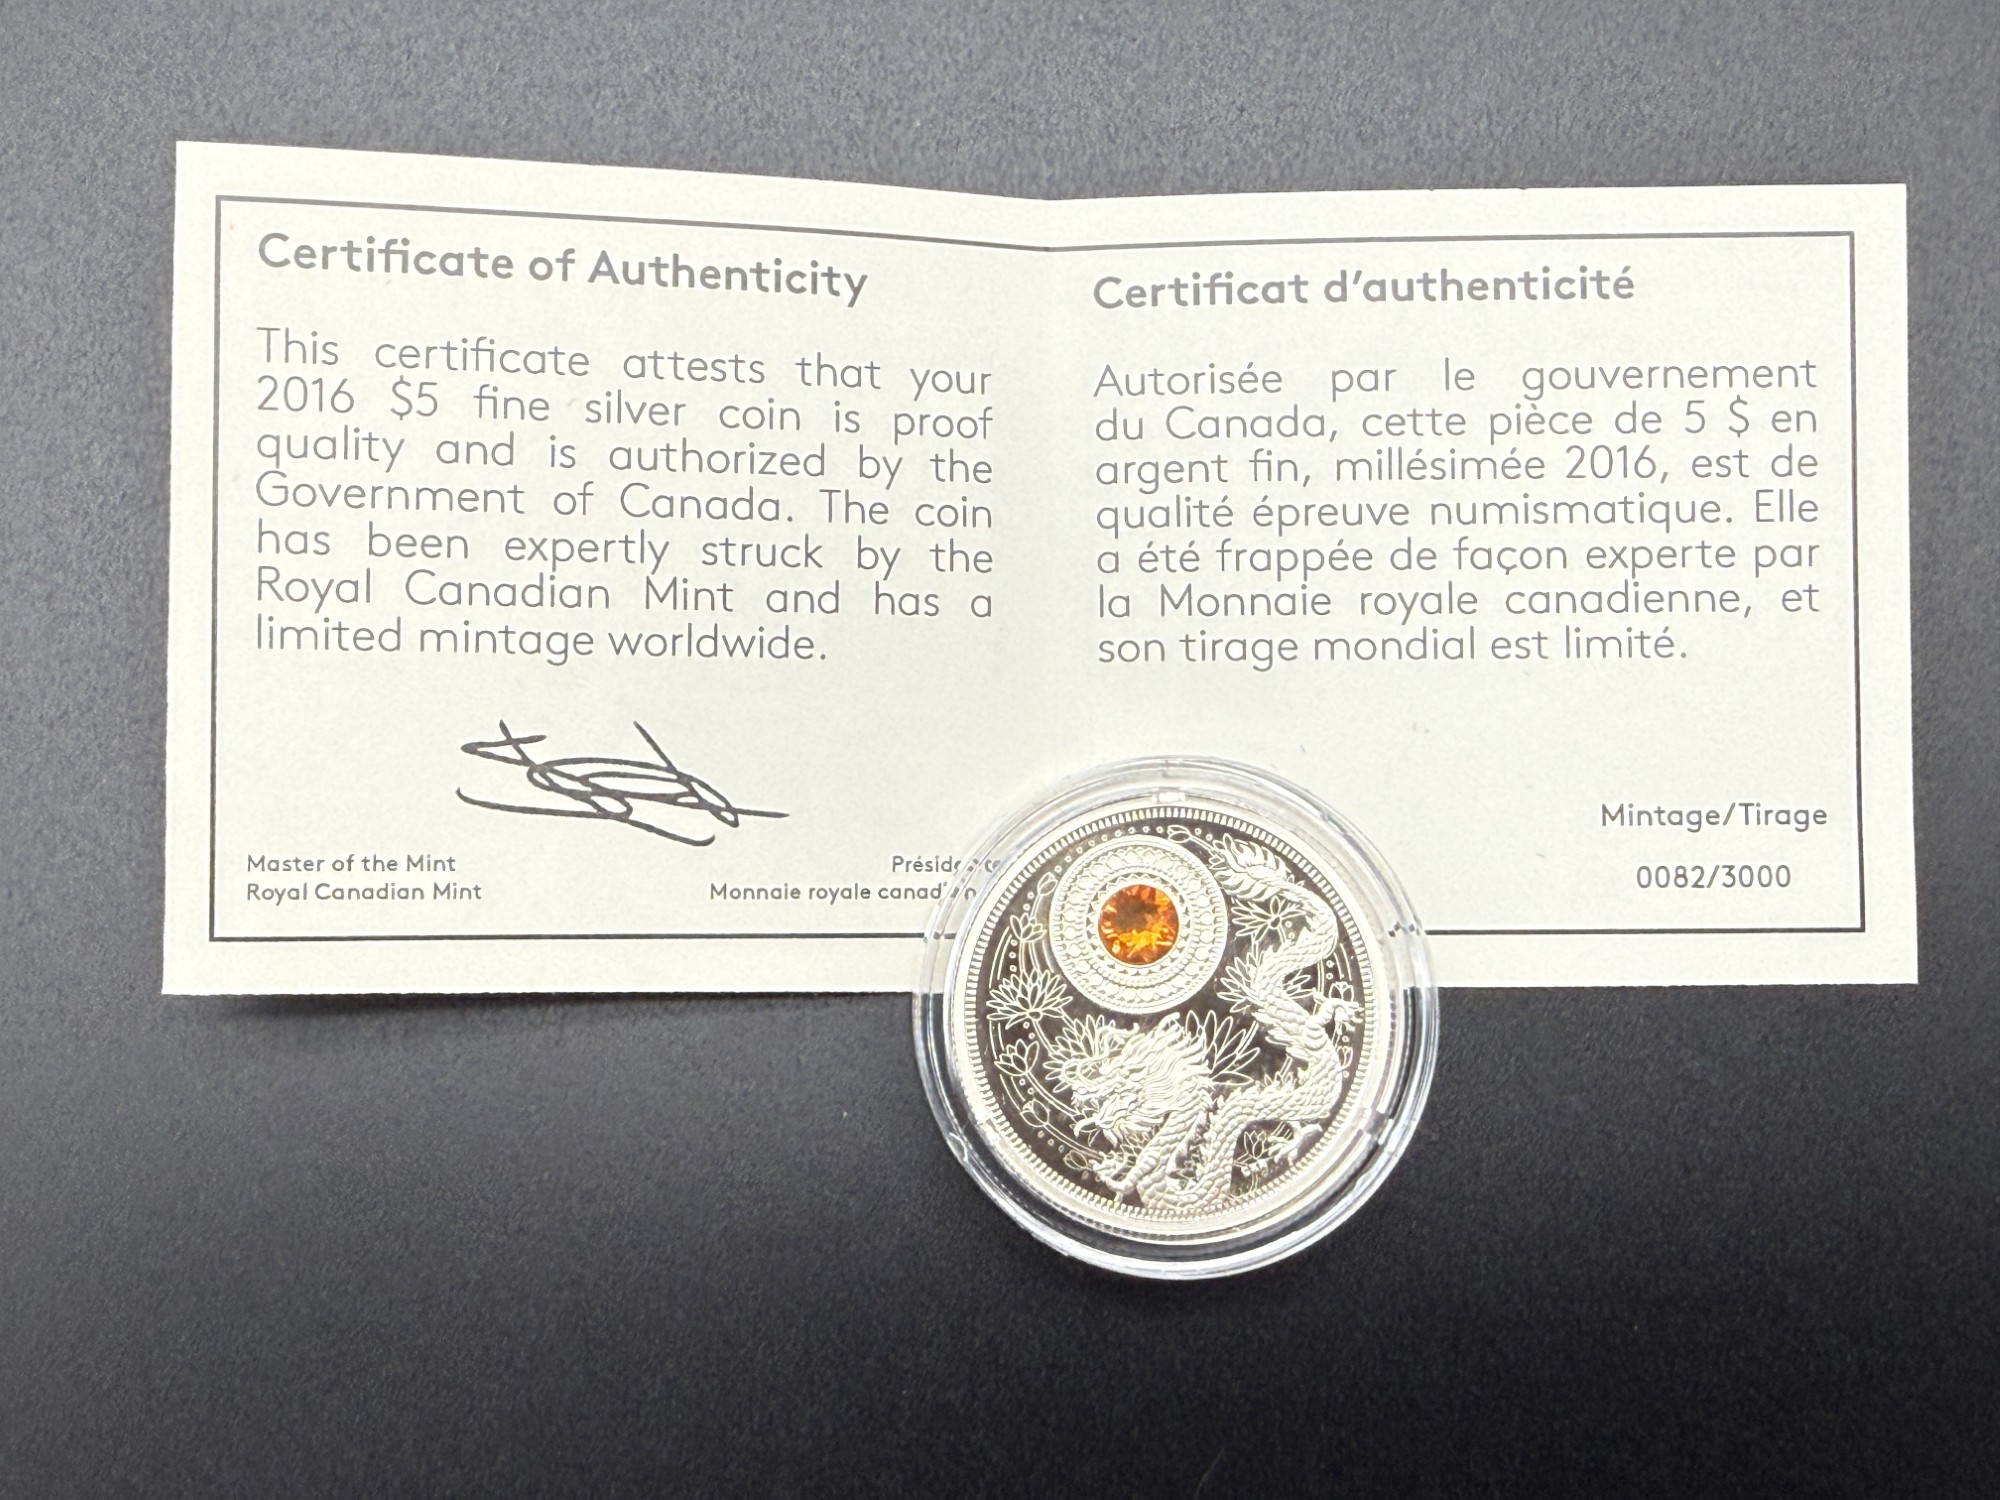 Certificate of Authenticity
This certificate attests that your
2016 $5 fine silver coin is proof
quality and is authorized by the
Government of Canada. The coin
has been expertly struck by the
Royal Canadian Mint and has a
limited mintage worldwide.
Master of the Mint
Royal Canadian Mint
Monnaie royale
Certificat d'authenticité
Autorisée par le gouvernement
du Canada, cette pièce de 5 $ en
argent fin, millésimée 2016, est de
qualité épreuve numismatique. Elle
a été frappée de façon experte par
la Monnaie royale canadienne, et
son tirage mondial est limité.
Mintage/Tirage
0082/3000